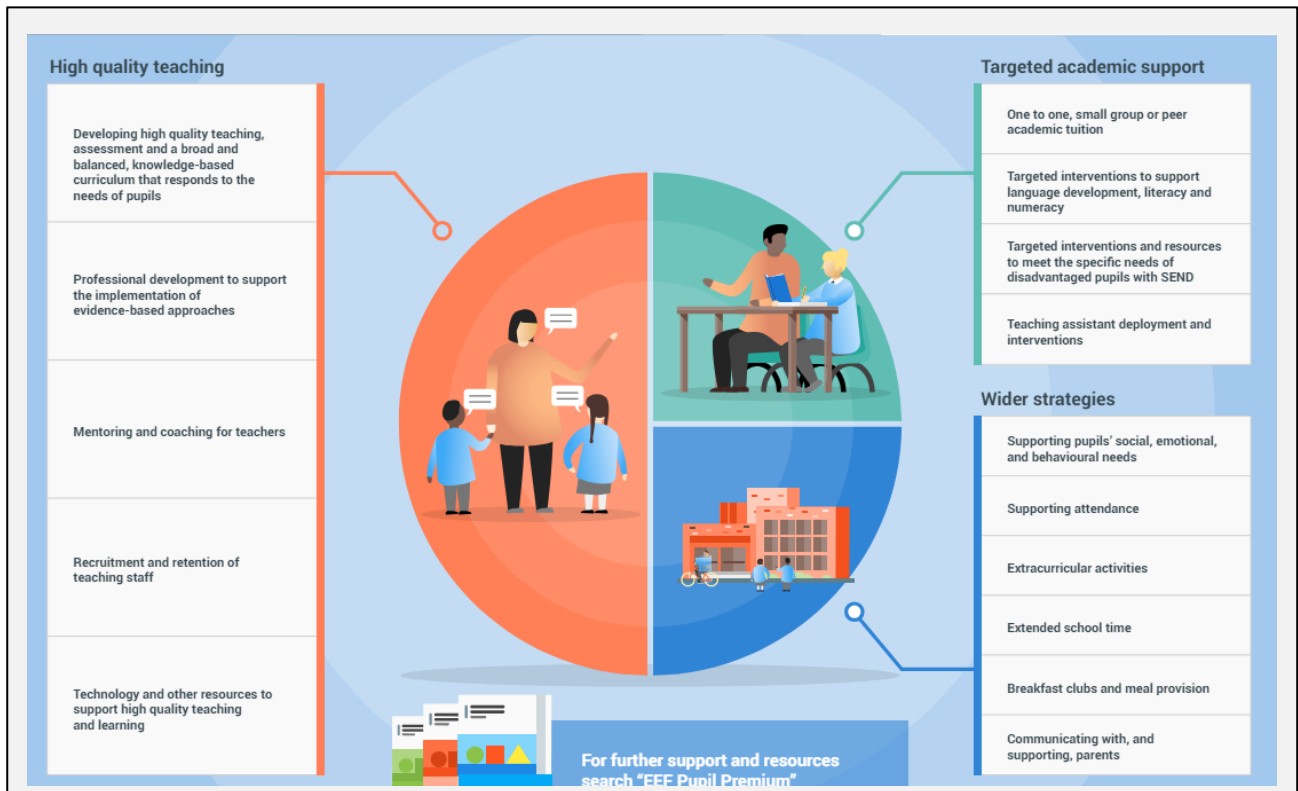 High quality teaching
Developing high quality teaching,
assessment and a broad and
balanced, knowledge-based
curriculum that responds to the
needs of pupils
Professional development to support
the implementation of
evidence-based approaches
Mentoring and coaching for teachers
Recruitment and retention of
teaching staff
Technology and other resources to
support high quality teaching
and learning
Targeted academic support
One to one, small group or peer
academic tuition
Targeted interventions to support
language development, literacy and
numeracy
Targeted interventions and resources
to meet the specific needs of
disadvantaged pupils with SEND
Teaching assistant deployment and
interventions
Wider strategies
Supporting pupils’ social, emotional,
and behavioural needs
Supporting attendance
Extracurricular activities
Extended school time
Breakfast clubs and meal provision
Communicating with, and
supporting, parents
For further support and resources
search “EEF Pupil Premium”